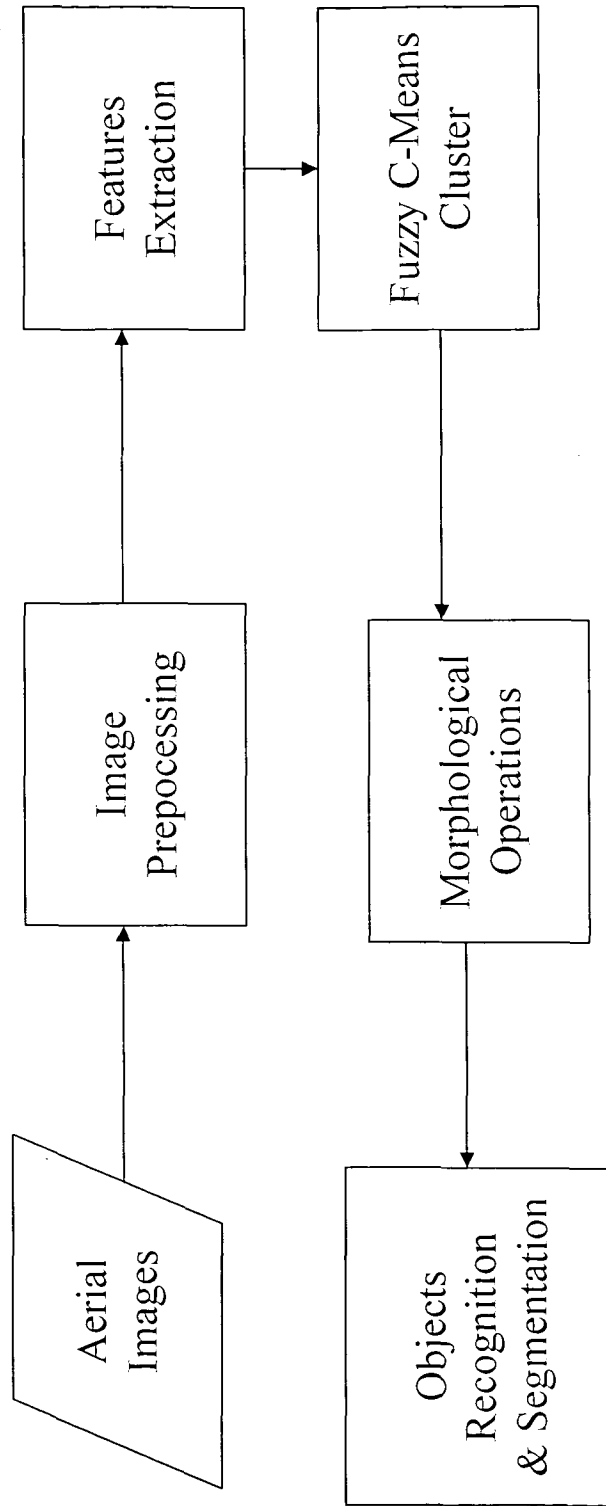 Aerial
Images
Image
Prepocessing
Features
Extraction
Fuzzy C-Means
Cluster
Morphological
Operations
Objects
Recognition
& Segmentation